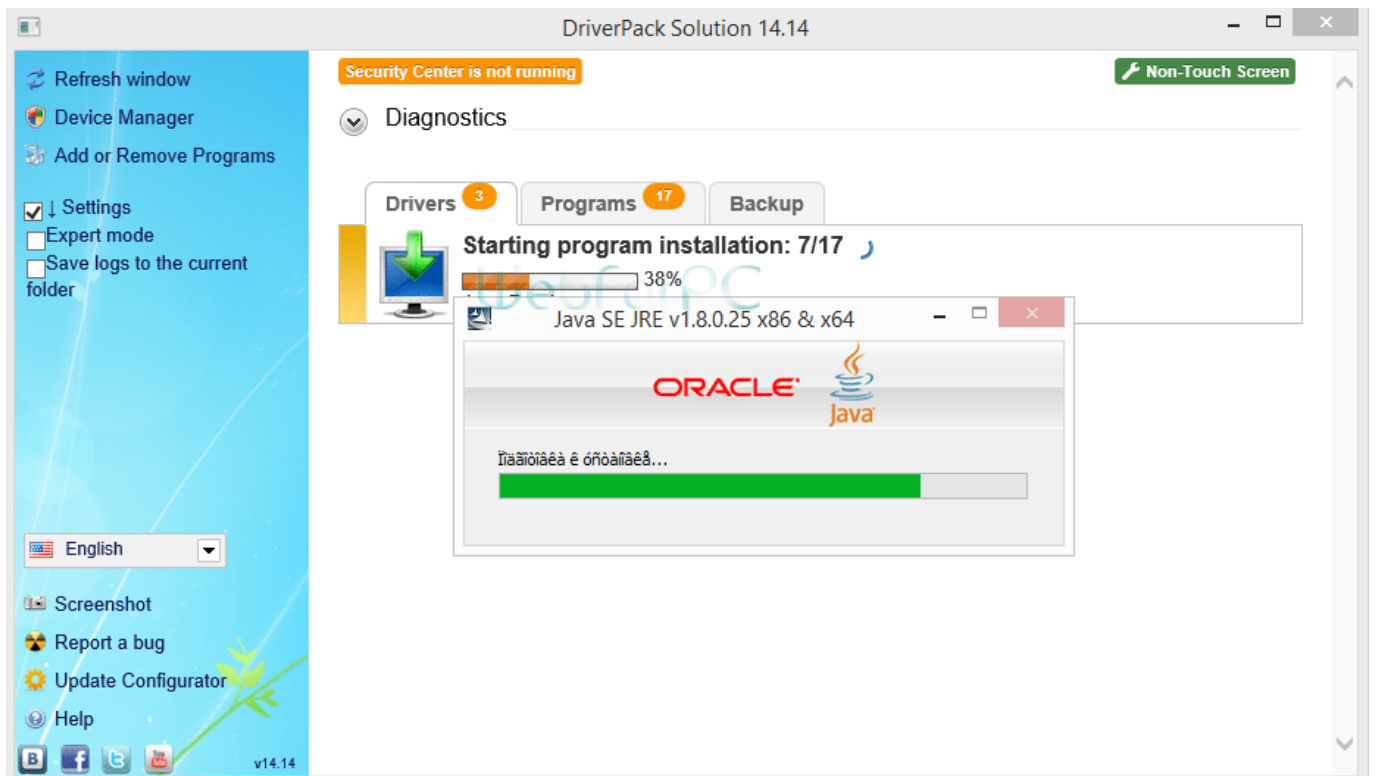 DriverPack Solution 14.14
Refresh window
Device Manager
Add or Remove Programs
↓ Settings
Expert mode
Save logs to the current
folder
English
Screenshot
Report a bug
Update Configurator
Help
v14.14
Security Center is not running
Non-Touch Screen
Diagnostics
Drivers 3
Programs 17
Backup
Starting program installation: 7/17
38%
WebForPC
Java SE JRE v1.8.0.25 x86 & x64
ORACLE
Java
Ïîäãîòîâêà ê óñòàíîâêå...